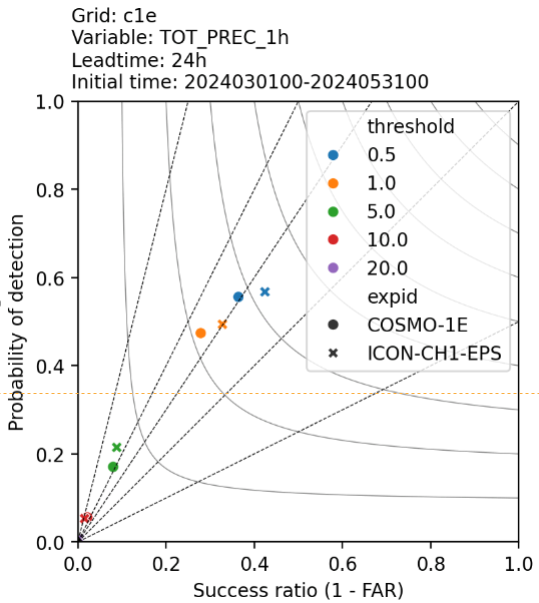 Grid: c1e
Variable: TOT_PREC_1h
Leadtime: 24h
Initial time: 2024030100-2024053100
1.0
0.8
0.6
0.4
0.2
0.0
Probability of detection
threshold
0.5
1.0
5.0
10.0
20.0
expid
COSMO-1E
ICON-CH1-EPS
0.0 0.2 0.4 0.6 0.8 1.0
Success ratio (1 - FAR)